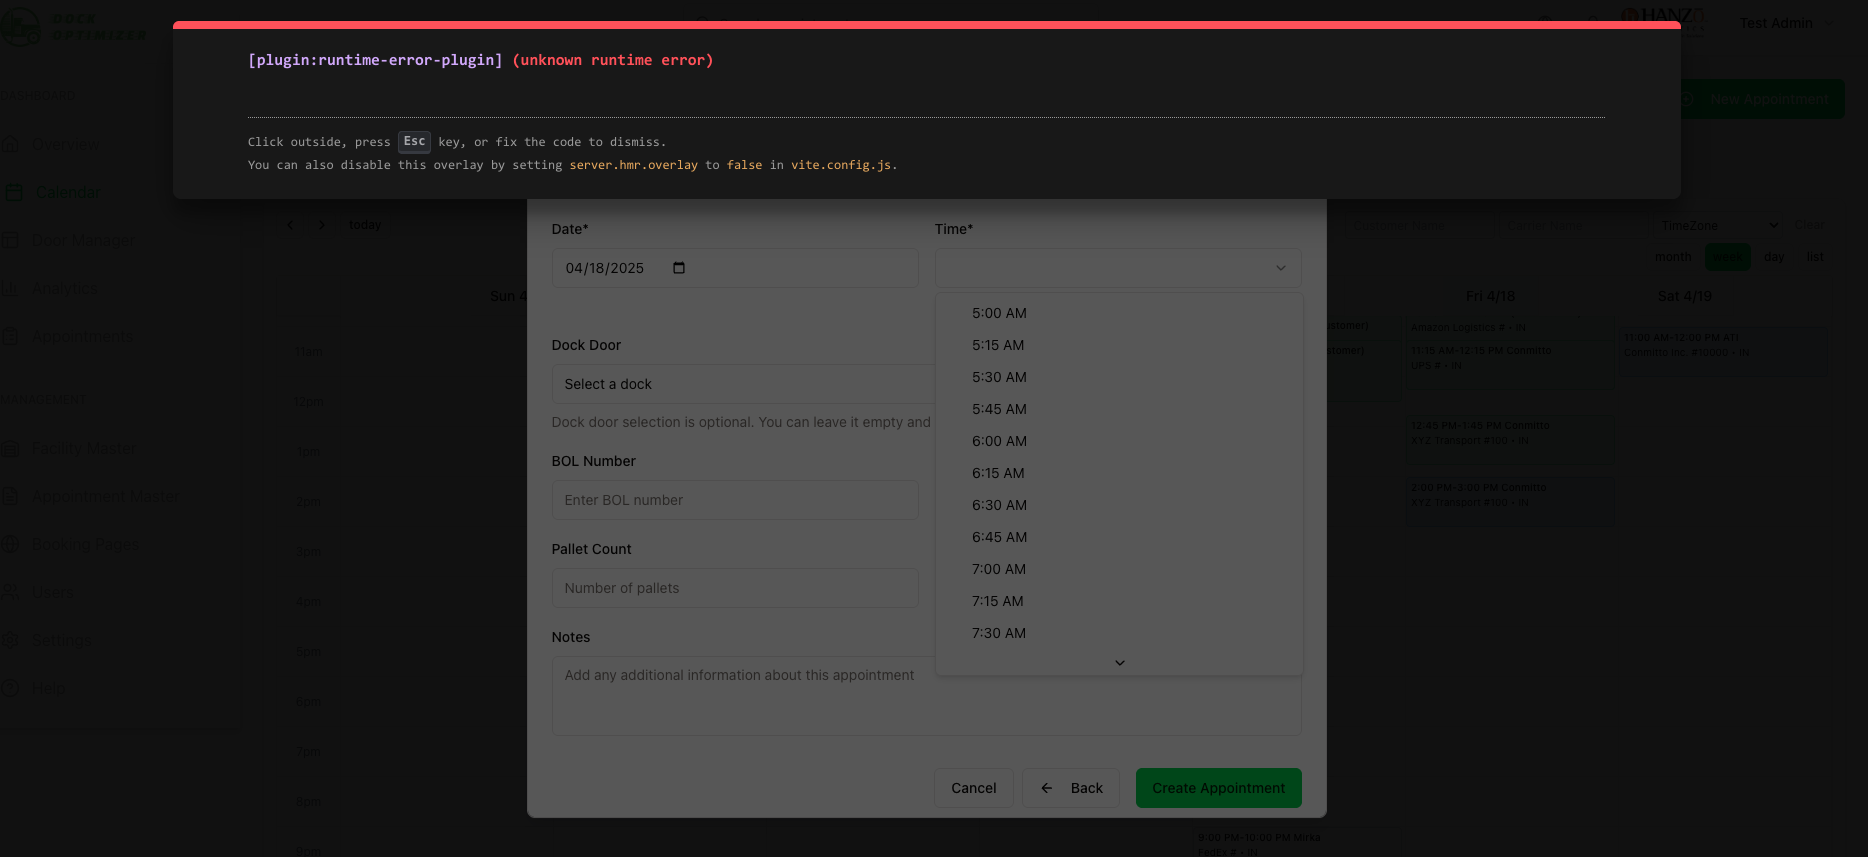 DOCK
OPTIMIZER
HANZO
Test Admin
[plugin:runtime-error-plugin] (unknown runtime error)
Click outside, press Esc key, or fix the code to dismiss.
You can also disable this overlay by setting server.hmr.overlay to false in vite.config.js.
DASHBOARD
Overview
Calendar
Door Manager
Analytics
Appointments
MANAGEMENT
Facility Master
Appointment Master
Booking Pages
Users
Settings
Help
New Appointment
today
Customer Name
Carrier Name
TimeZone
Clear
month
week
day
list
Sun 4
Fri 4/18
Sat 4/19
11am
12pm
1pm
2pm
3pm
4pm
5pm
6pm
7pm
8pm
9pm
ustomer)
ustomer)
Amazon Logistics # • IN
11:15 AM-12:15 PM Conmitto
UPS # • IN
12:45 PM-1:45 PM Conmitto
XYZ Transport #100 • IN
2:00 PM-3:00 PM Conmitto
XYZ Transport #100 • IN
11:00 AM-12:00 PM ATI
Conmitto Inc. #10000 • IN
9:00 PM-10:00 PM Mirka
FedEx # • IN
Date*
04/18/2025
Time*
5:00 AM
5:15 AM
5:30 AM
5:45 AM
6:00 AM
6:15 AM
6:30 AM
6:45 AM
7:00 AM
7:15 AM
7:30 AM
Dock Door
Select a dock
Dock door selection is optional. You can leave it empty and
BOL Number
Enter BOL number
Pallet Count
Number of pallets
Notes
Add any additional information about this appointment
Cancel
Back
Create Appointment